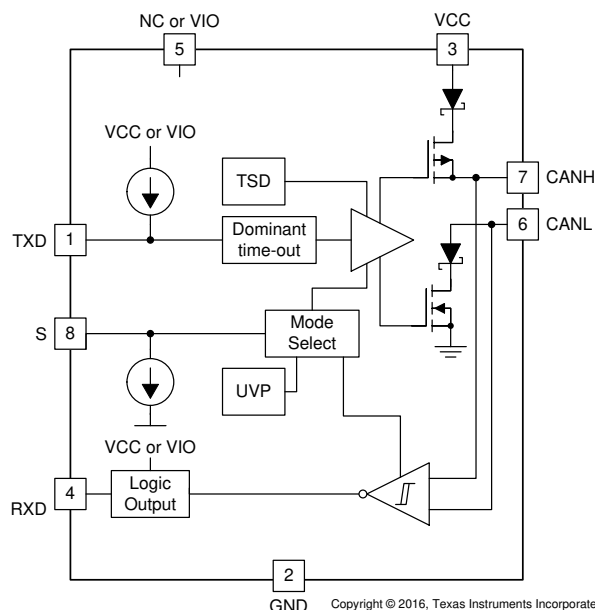 NC or VIO
VCC
5
3
VCC or VIO
TSD
7
CANH
TXD
1
Dominant
time-out
6
CANL
S
8
Mode
Select
UVP
VCC or VIO
RXD
4
Logic
Output
2
GND
Copyright © 2016, Texas Instruments Incorporate